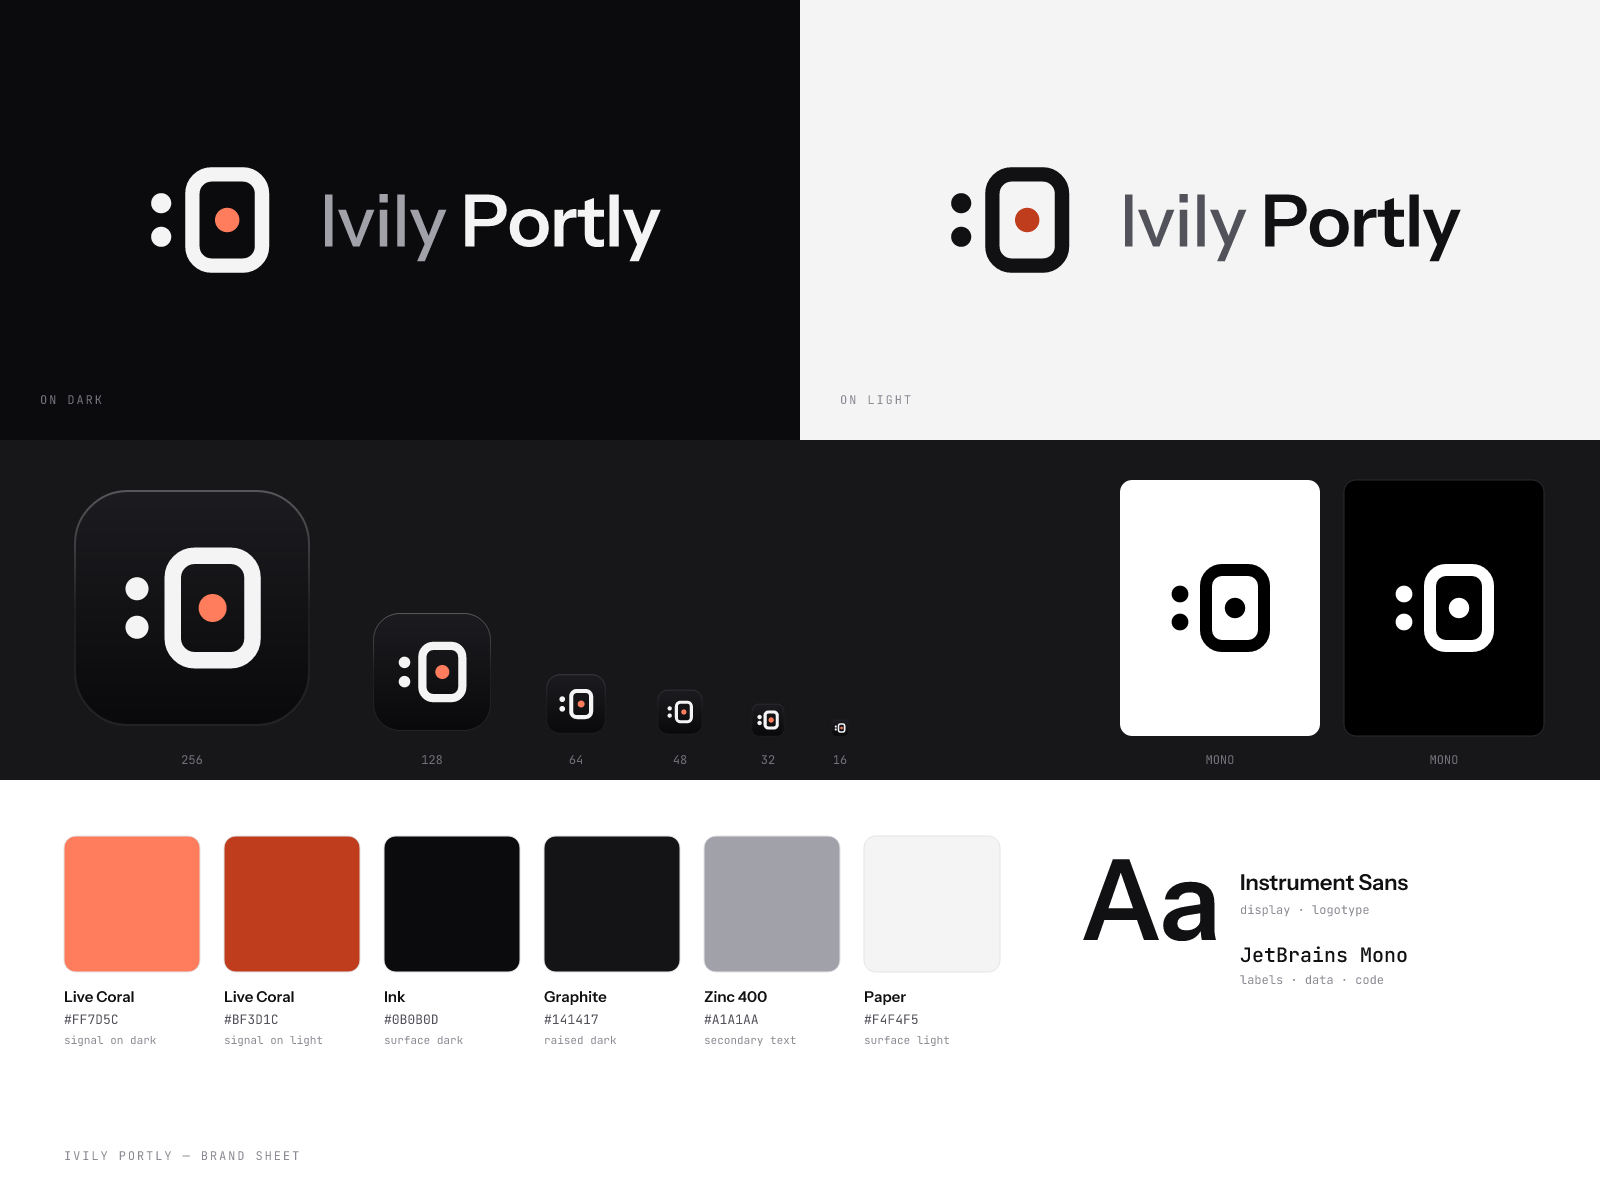 Ivily Portly
ON DARK
Ivily Portly
ON LIGHT
256
128
64
48
32
16
MONO
MONO
Live Coral
#FF7D5C
signal on dark
Live Coral
#BF3D1C
signal on light
Ink
#0B0B0D
surface dark
Graphite
#141417
raised dark
Zinc 400
#A1A1AA
secondary text
Paper
#F4F4F5
surface light
Aa
Instrument Sans
display · logotype
JetBrains Mono
labels · data · code
IVILY PORTLY — BRAND SHEET